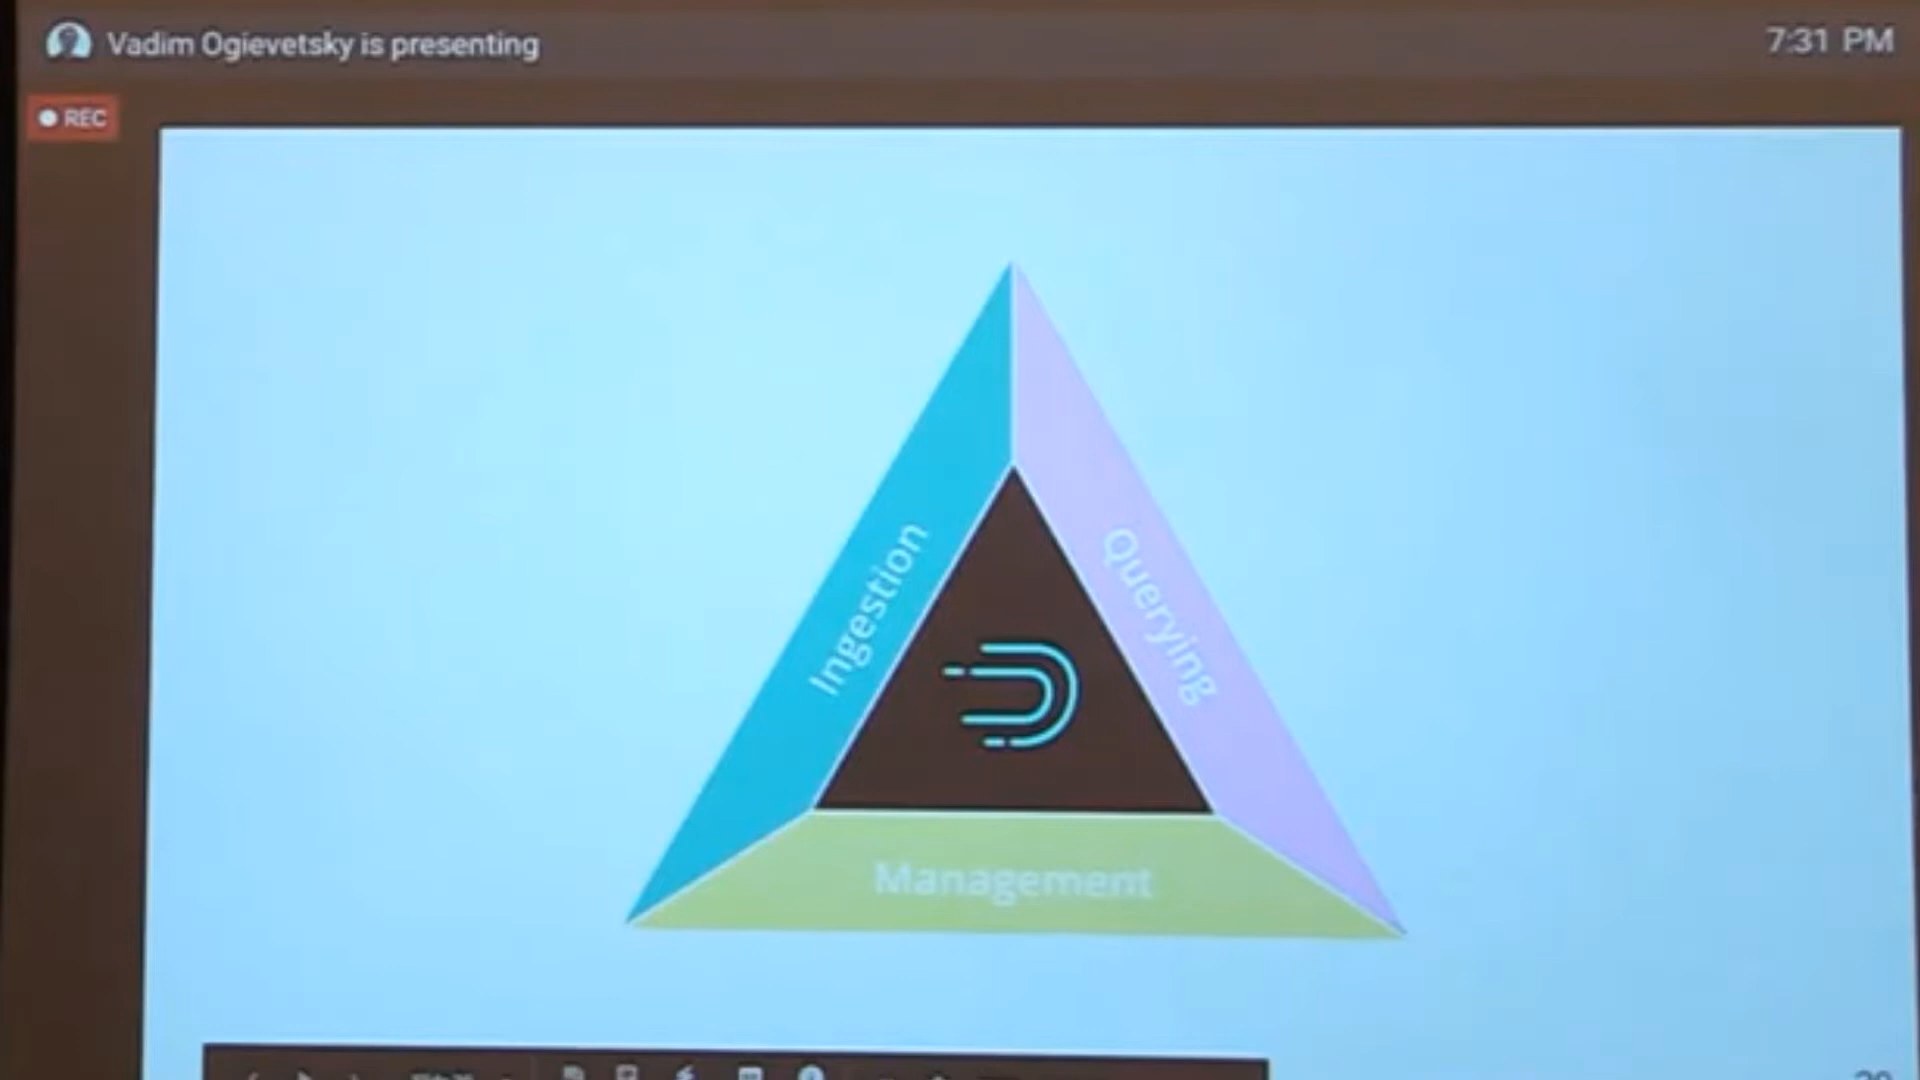 Vadim Ogievetsky is presenting
7:31 PM
REC
Ingestion
Querying
Management